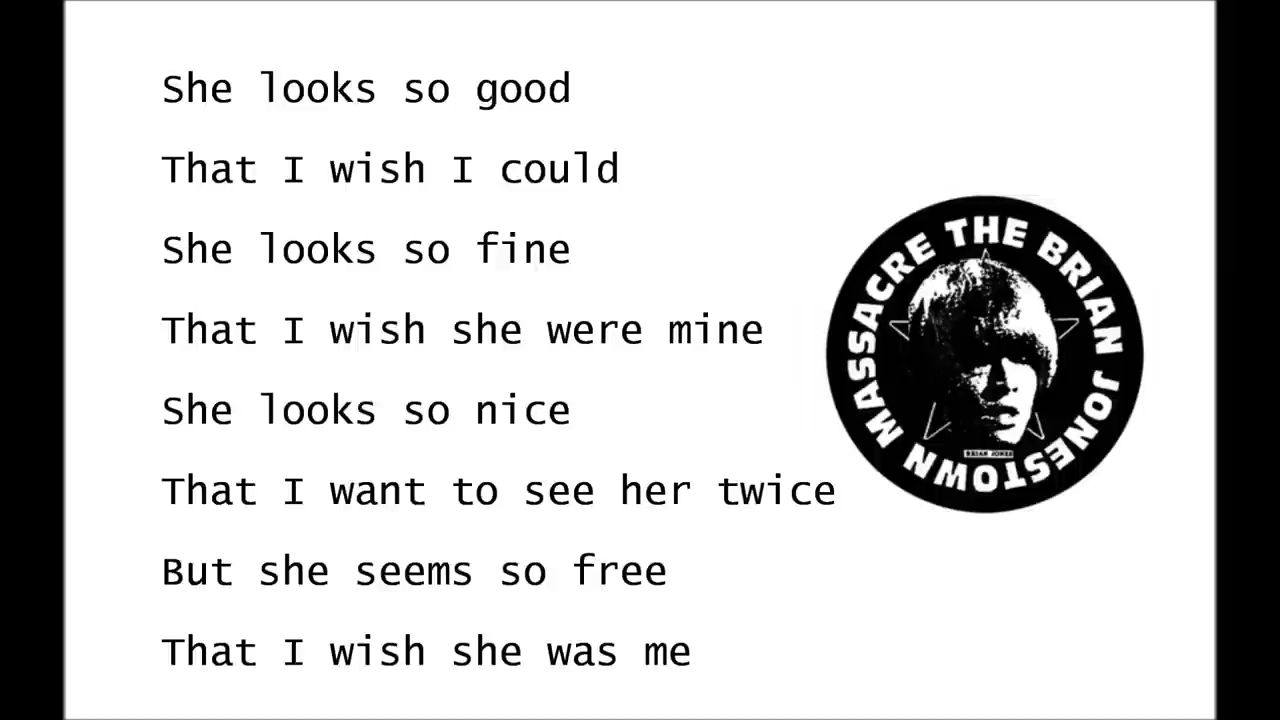 She looks so good
That I wish I could
She looks so fine
That I wish she were mine
She looks so nice
That I want to see her twice
But she seems so free
That I wish she was me
THE BRIAN JONESTOWN MASSACRE
BRIAN JONES